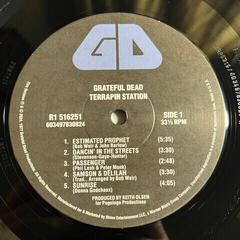 GD
GRATEFUL DEAD
TERRAPIN STATION
R1 516251
603497830824
SIDE 1
33⅓ RPM
1. ESTIMATED PROPHET (5:35)
(Bob Weir & John Barlow)
2. DANCIN' IN THE STREETS (3:30)
(Stevenson-Gaye-Hunter)
3. PASSENGER (2:48)
(Phil Lesh & Peter Monk)
4. SAMSON & DELILAH (3:30)
(Trad., Arranged by Bob Weir)
5. SUNRISE (4:05)
(Donna Godchaux)
PRODUCED BY KEITH OLSEN
for Pogologo Productions